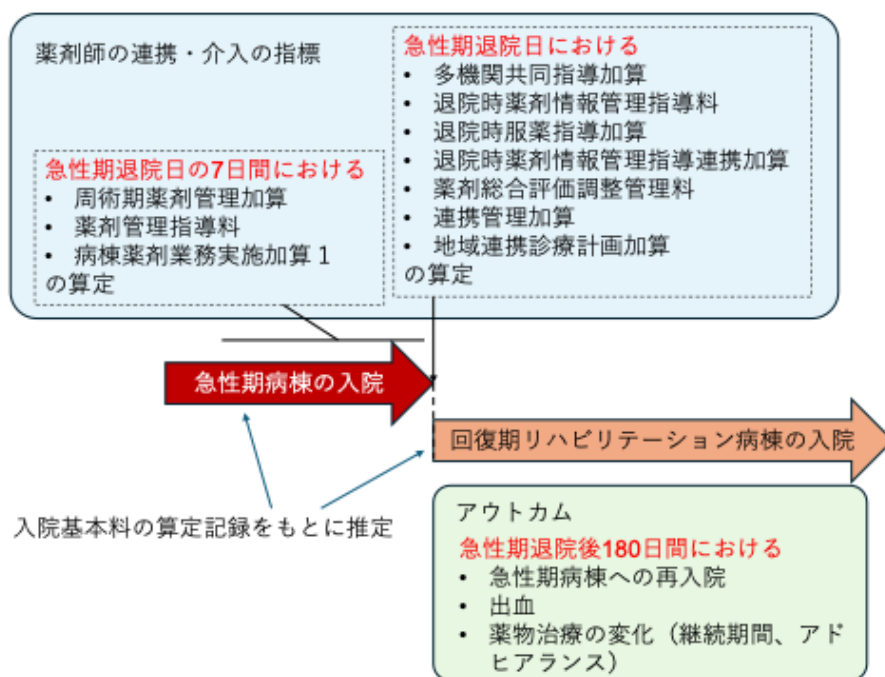 薬剤師の連携・介入の指標
急性期退院日の7日間における
• 周術期薬剤管理加算
• 薬剤管理指導料
• 病棟薬剤業務実施加算１
の算定
急性期退院日における
• 多機関共同指導加算
• 退院時薬剤情報管理指導料
• 退院時服薬指導加算
• 退院時薬剤情報管理指導連携加算
• 薬剤総合評価調整管理料
• 連携管理加算
• 地域連携診療計画加算
の算定
急性期病棟の入院
回復期リハビリテーション病棟の入院
入院基本料の算定記録をもとに推定
アウトカム
急性期退院後180日間における
• 急性期病棟への再入院
• 出血
• 薬物治療の変化（継続期間、アド
ヒアランス）